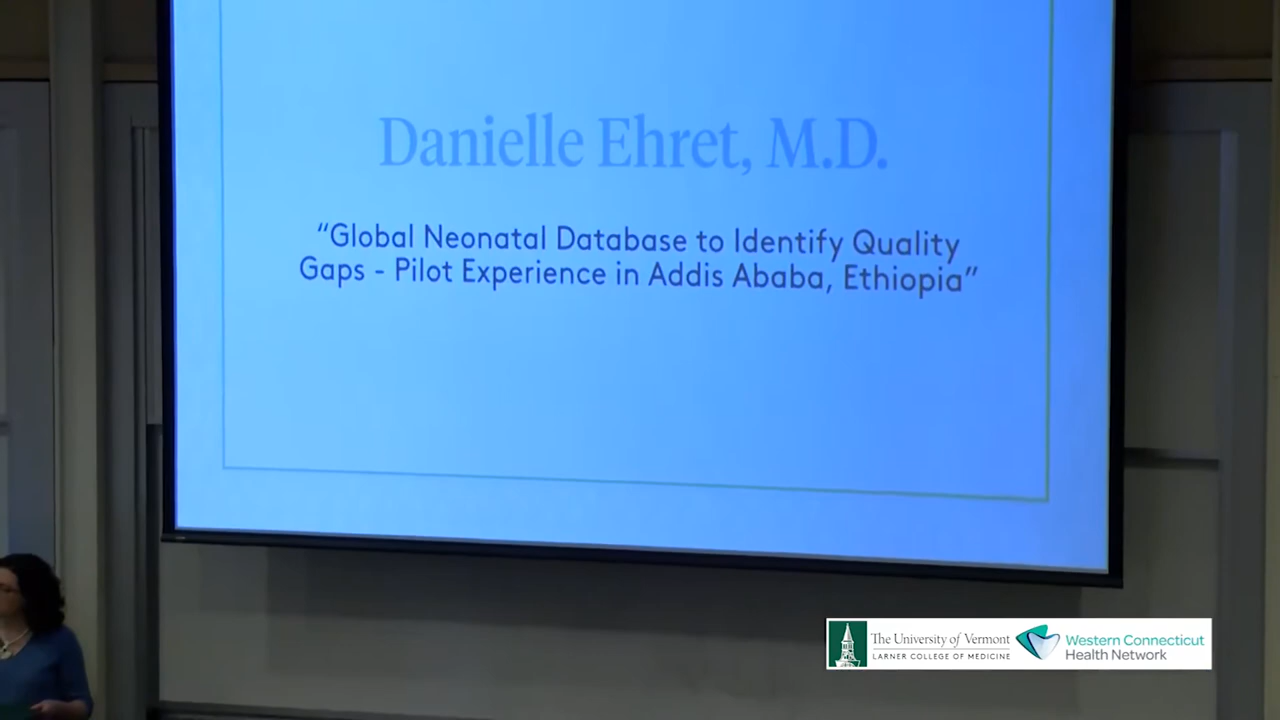 Danielle Ehret, M.D.
“Global Neonatal Database to Identify Quality
Gaps - Pilot Experience in Addis Ababa, Ethiopia”
The University of Vermont
LARNER COLLEGE OF MEDICINE
Western Connecticut
Health Network